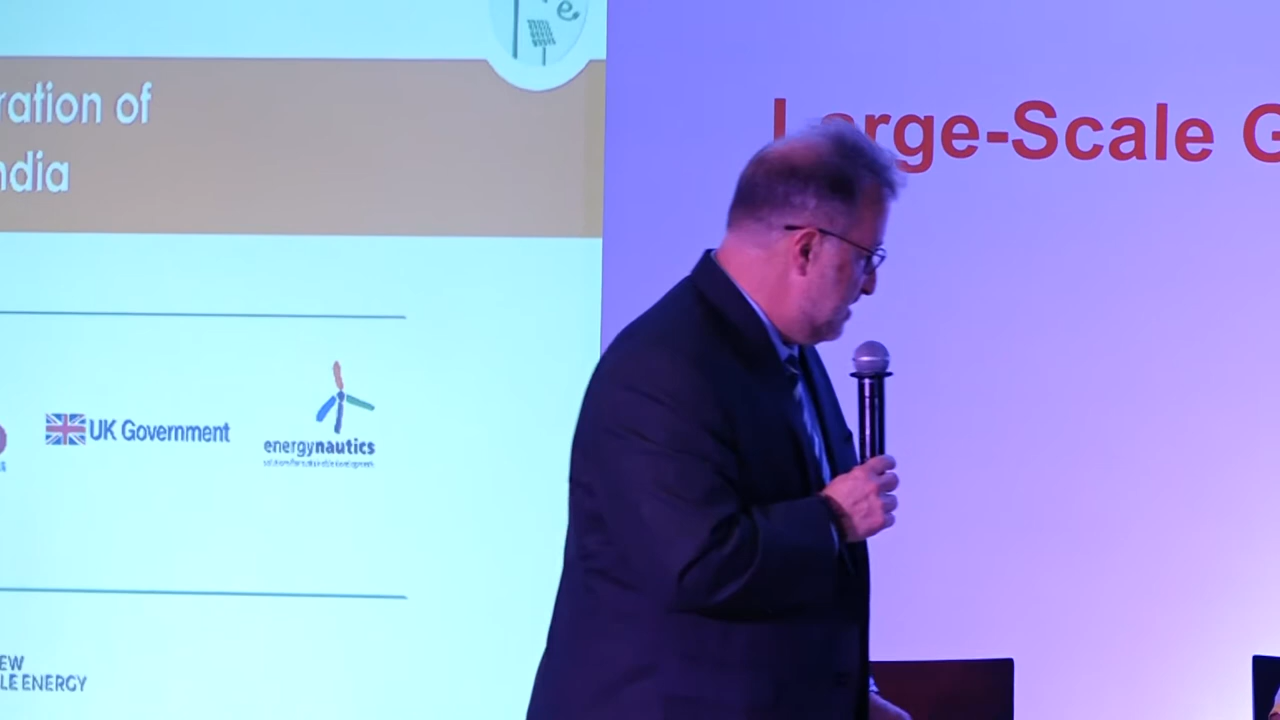 ration of
ndia
Large-Scale G
UK Government
energynautics
EW
LE ENERGY